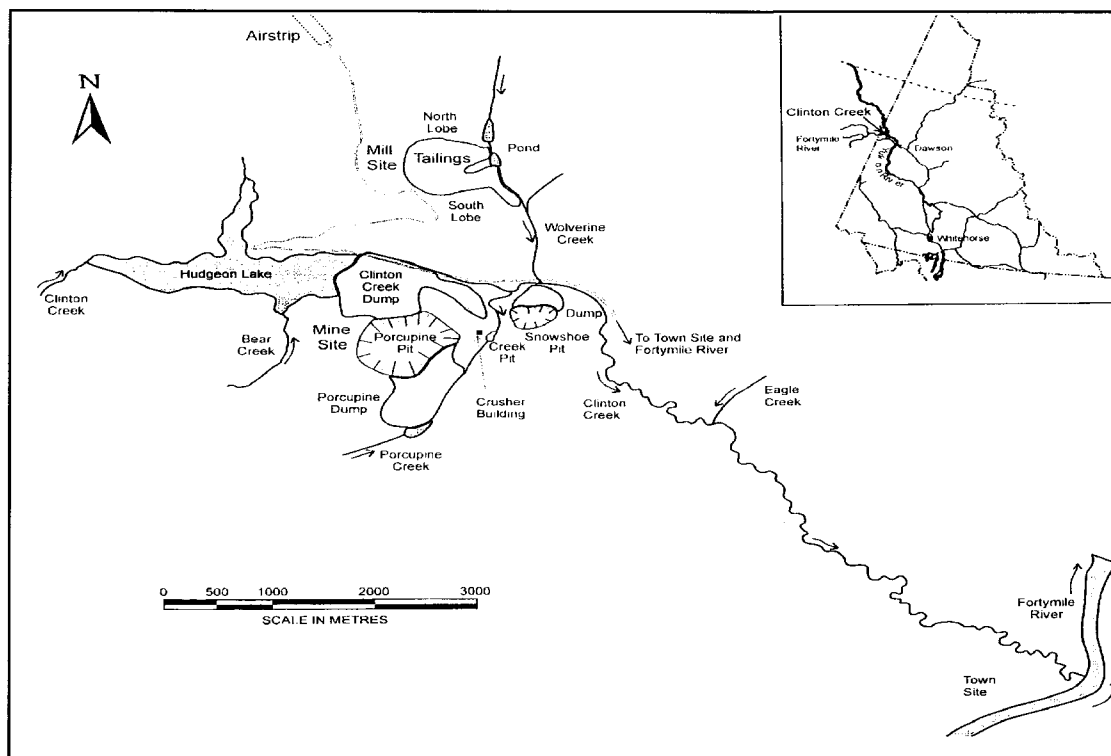 Airstrip
N
North
Lobe
Mill
Site
Tailings
Pond
South
Lobe
Wolverine
Creek
Hudgeon Lake
Clinton
Creek
Clinton
Creek
Dump
Bear
Creek
Mine
Site
Porcupine
Pit
Creek
Pit
Dump
Snowshoe
Pit
To Town Site and
Fortymile River
Porcupine
Dump
Crusher
Building
Clinton
Creek
Eagle
Creek
Porcupine
Creek
0 500 1000 2000 3000
SCALE IN METRES
Fortymile
River
Town
Site
Clinton Creek
Fortymile
River
Dawson
Whitehorse